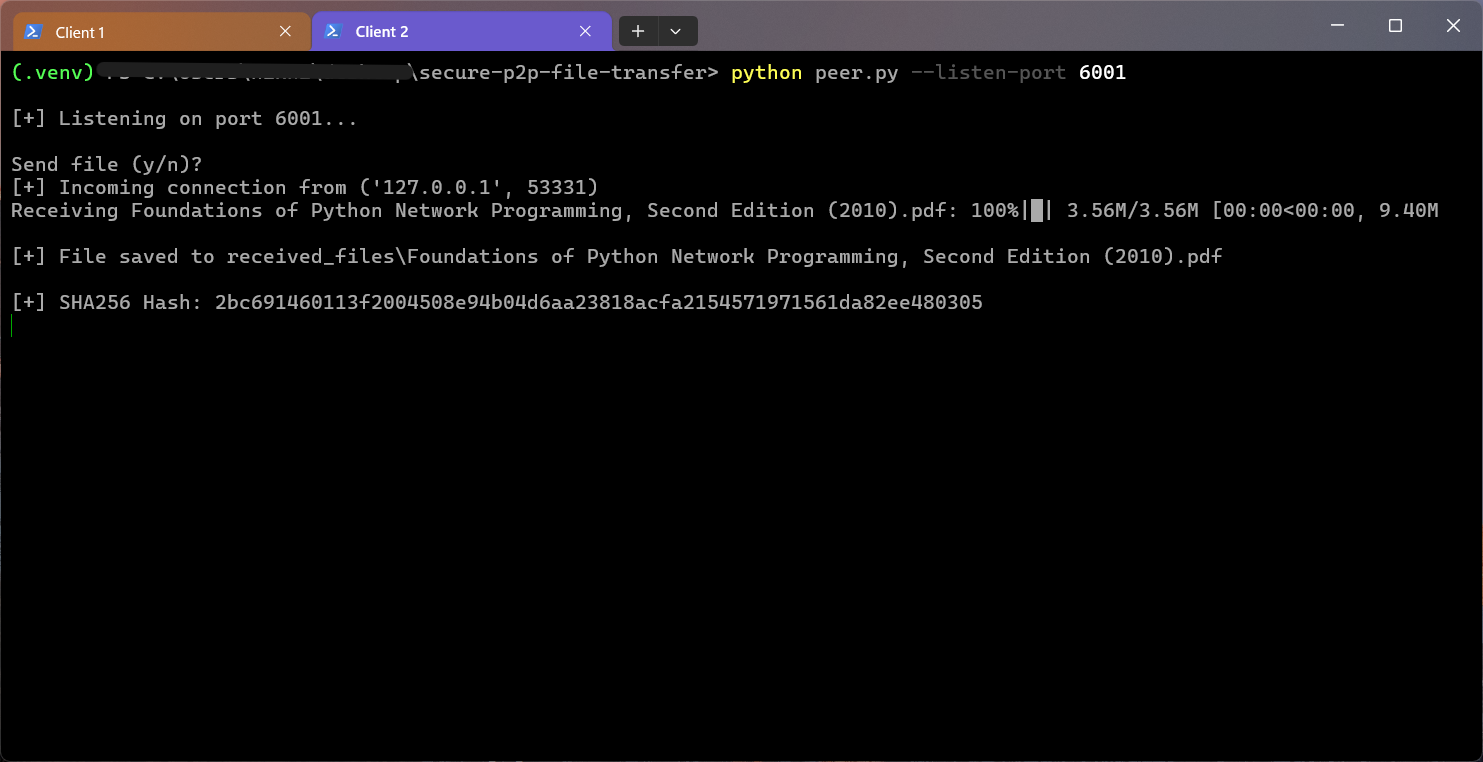 Client 1
Client 2
(.venv) \secure-p2p-file-transfer> python peer.py --listen-port 6001
[+] Listening on port 6001...
Send file (y/n)?
[+] Incoming connection from ('127.0.0.1', 53331)
Receiving Foundations of Python Network Programming, Second Edition (2010).pdf: 100%|█| 3.56M/3.56M [00:00<00:00, 9.40M
[+] File saved to received_files\Foundations of Python Network Programming, Second Edition (2010).pdf
[+] SHA256 Hash: 2bc691460113f2004508e94b04d6aa23818acfa2154571971561da82ee480305